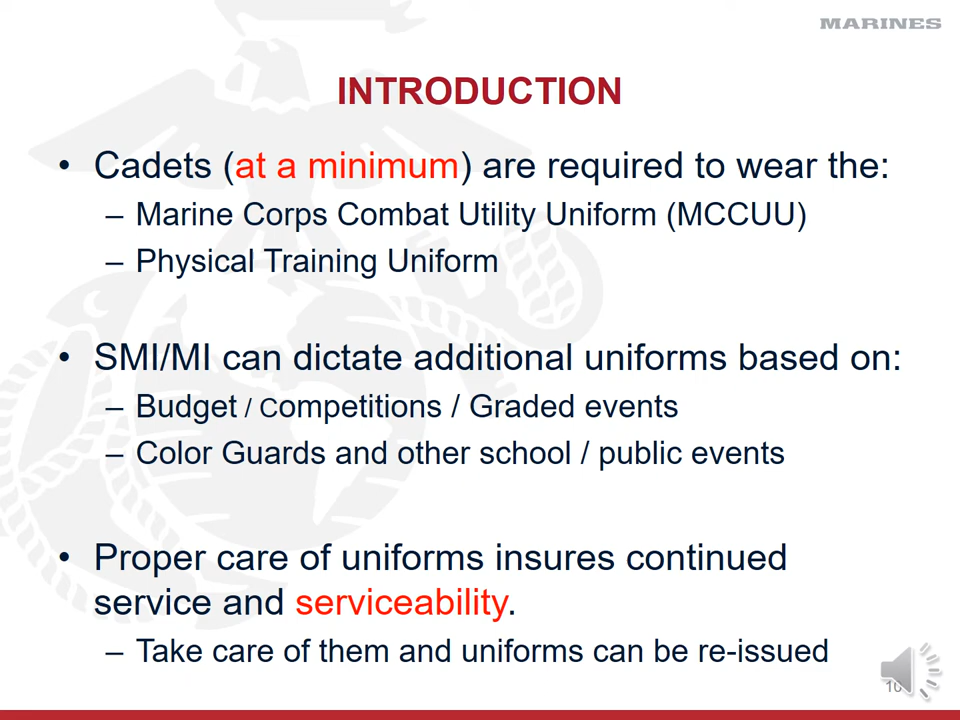 MARINES
INTRODUCTION
• Cadets (at a minimum) are required to wear the:
– Marine Corps Combat Utility Uniform (MCCUU)
– Physical Training Uniform
• SMI/MI can dictate additional uniforms based on:
– Budget / Competitions / Graded events
– Color Guards and other school / public events
• Proper care of uniforms insures continued
service and serviceability.
– Take care of them and uniforms can be re-issued